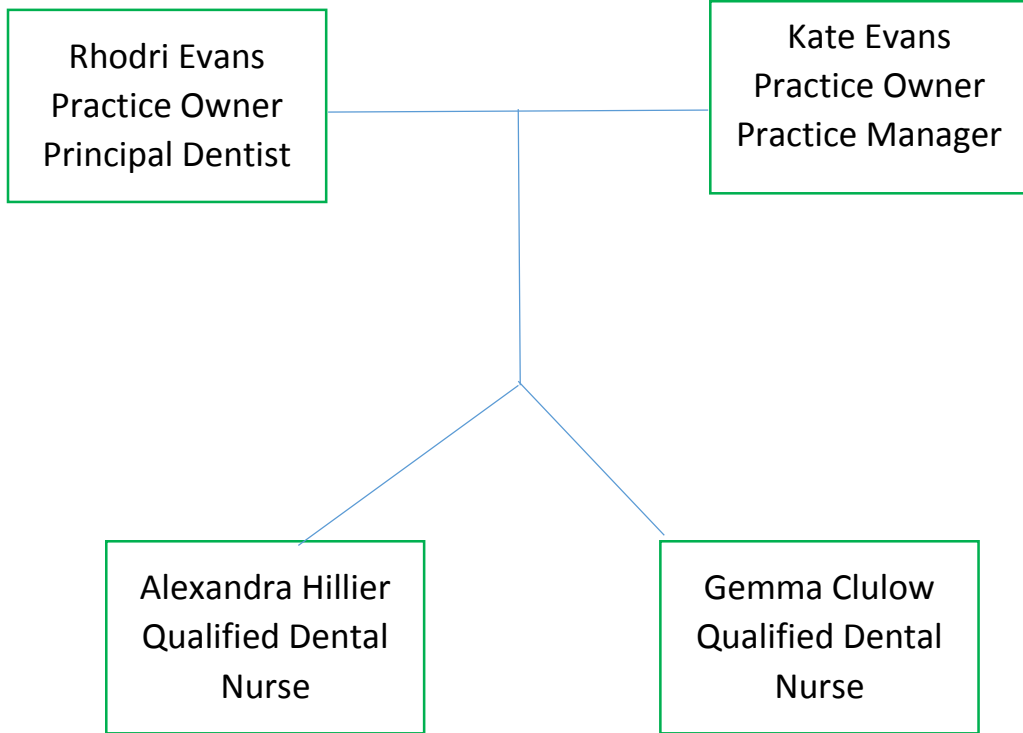 Rhodri Evans
Practice Owner
Principal Dentist
Kate Evans
Practice Owner
Practice Manager
Alexandra Hillier
Qualified Dental
Nurse
Gemma Clulow
Qualified Dental
Nurse